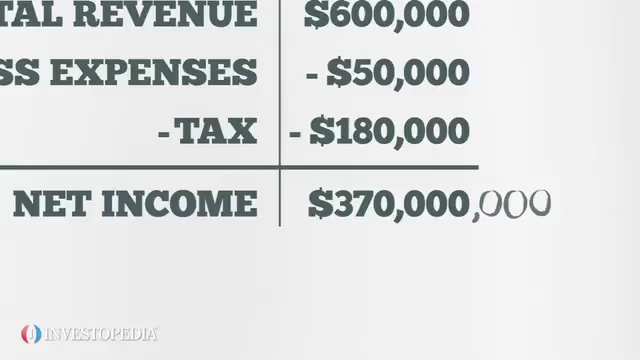 TAL REVENUE $600,000
SS EXPENSES - $50,000
-TAX - $180,000
NET INCOME $370,000,000
INVESTOPEDIA